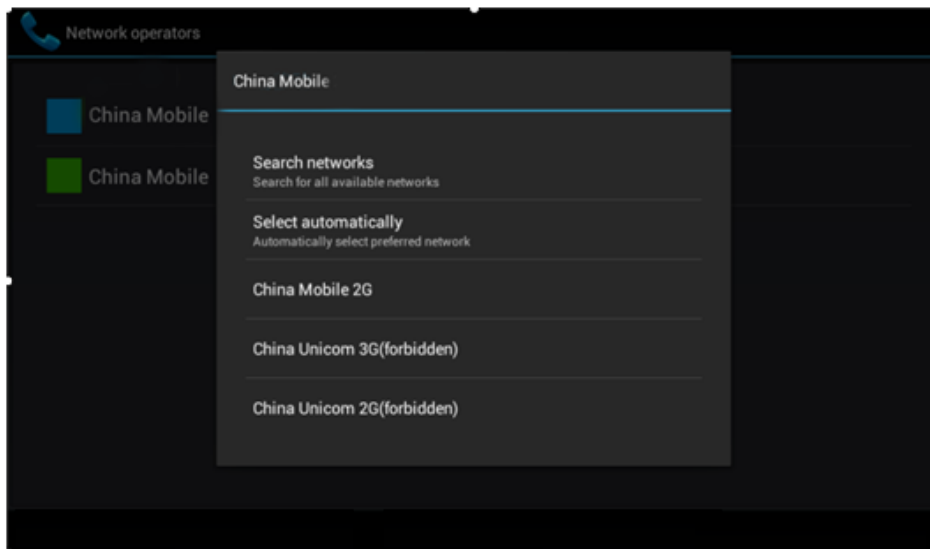 Network operators
China Mobile
China Mobile
China Mobile
Search networks
Search for all available networks
Select automatically
Automatically select preferred network
China Mobile 2G
China Unicom 3G(forbidden)
China Unicom 2G(forbidden)